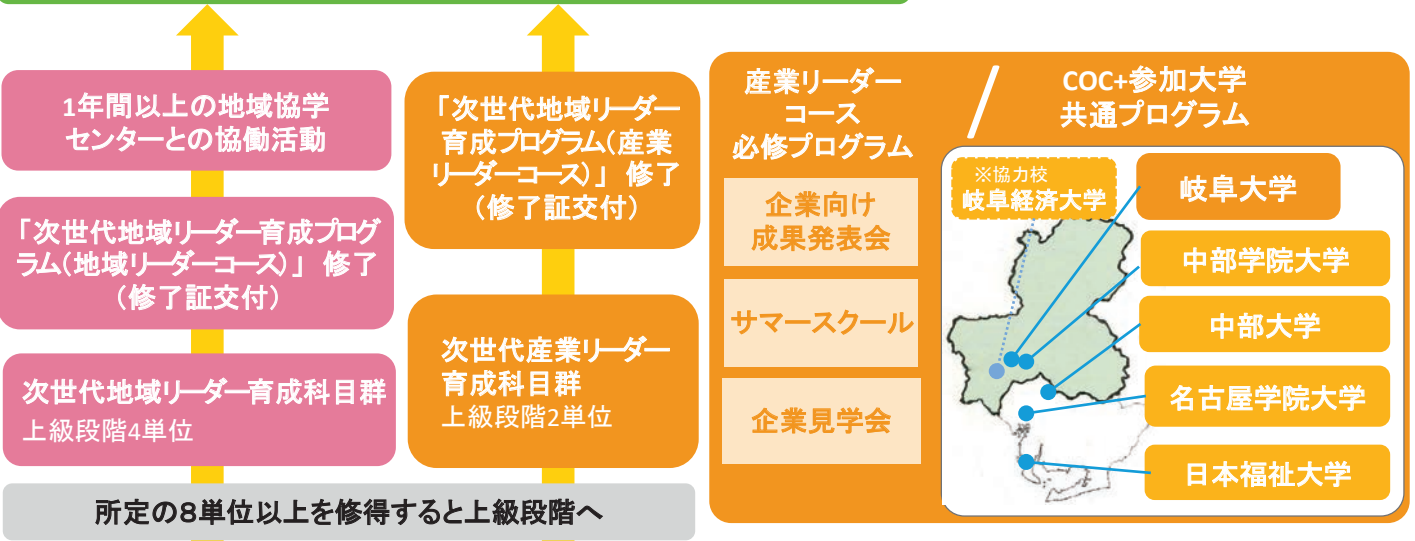 1年間以上の地域協学
センターとの協働活動
「次世代地域リーダー育成プログ
ラム(地域リーダーコース)」 修了
(修了証交付)
次世代地域リーダー育成科目群
上級段階4単位
「次世代地域リーダー
育成プログラム(産業
リーダーコース)」 修了
(修了証交付)
次世代産業リーダー
育成科目群
上級段階2単位
所定の8単位以上を修得すると上級段階へ
産業リーダー
コース
必修プログラム
企業向け
成果発表会
サマースクール
企業見学会
/
COC+参加大学
共通プログラム
※協力校
岐阜経済大学
岐阜大学
中部学院大学
中部大学
名古屋学院大学
日本福祉大学